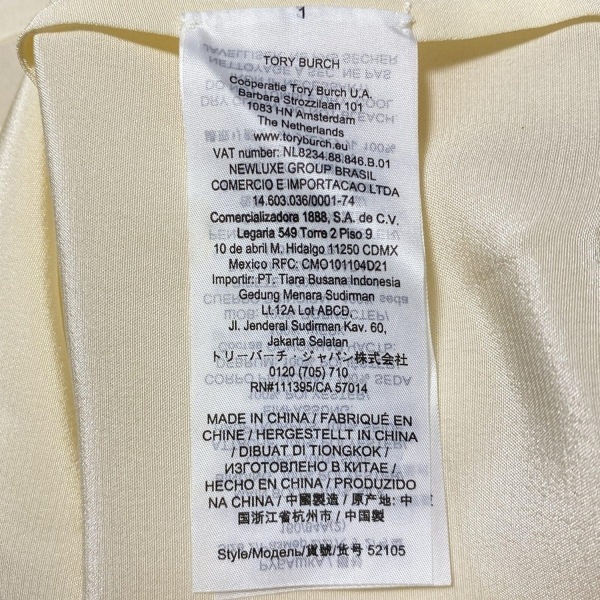 1
TORY BURCH
Coöperatie Tory Burch U.A.
Barbara Strozzilaan 101
1083 HN Amsterdam
The Netherlands
www.toryburch.eu
VAT number: NL8234.88.846.B.01
NEWLUXE GROUP BRASIL
COMERCIO E IMPORTACAO LTDA
14.603.036/0001-74
Comercializadora 1888, S.A. de C.V.
Legaria 549 Torre 2 Piso 9
10 de abril M. Hidalgo 11250 CDMX
Mexico RFC: CMO101104D21
Importir: PT. Tiara Busana Indonesia
Gedung Menara Sudirman
Lt.12A Lot ABCD,
Jl. Jenderal Sudirman Kav. 60,
Jakarta Selatan
トリーバーチ・ジャパン株式会社
0120 (705) 710
RN#111395/CA 57014
MADE IN CHINA / FABRIQUÉ EN
CHINE / HERGESTELLT IN CHINA
/ DIBUAT DI TIONGKOK /
ИЗГОТОВЛЕНО В КИТАЕ /
HECHO EN CHINA / PRODUZIDO
NA CHINA / 中國製造 / 原产地: 中
国浙江省杭州市 / 中国製
Style/Модель/貨號/货号 52105